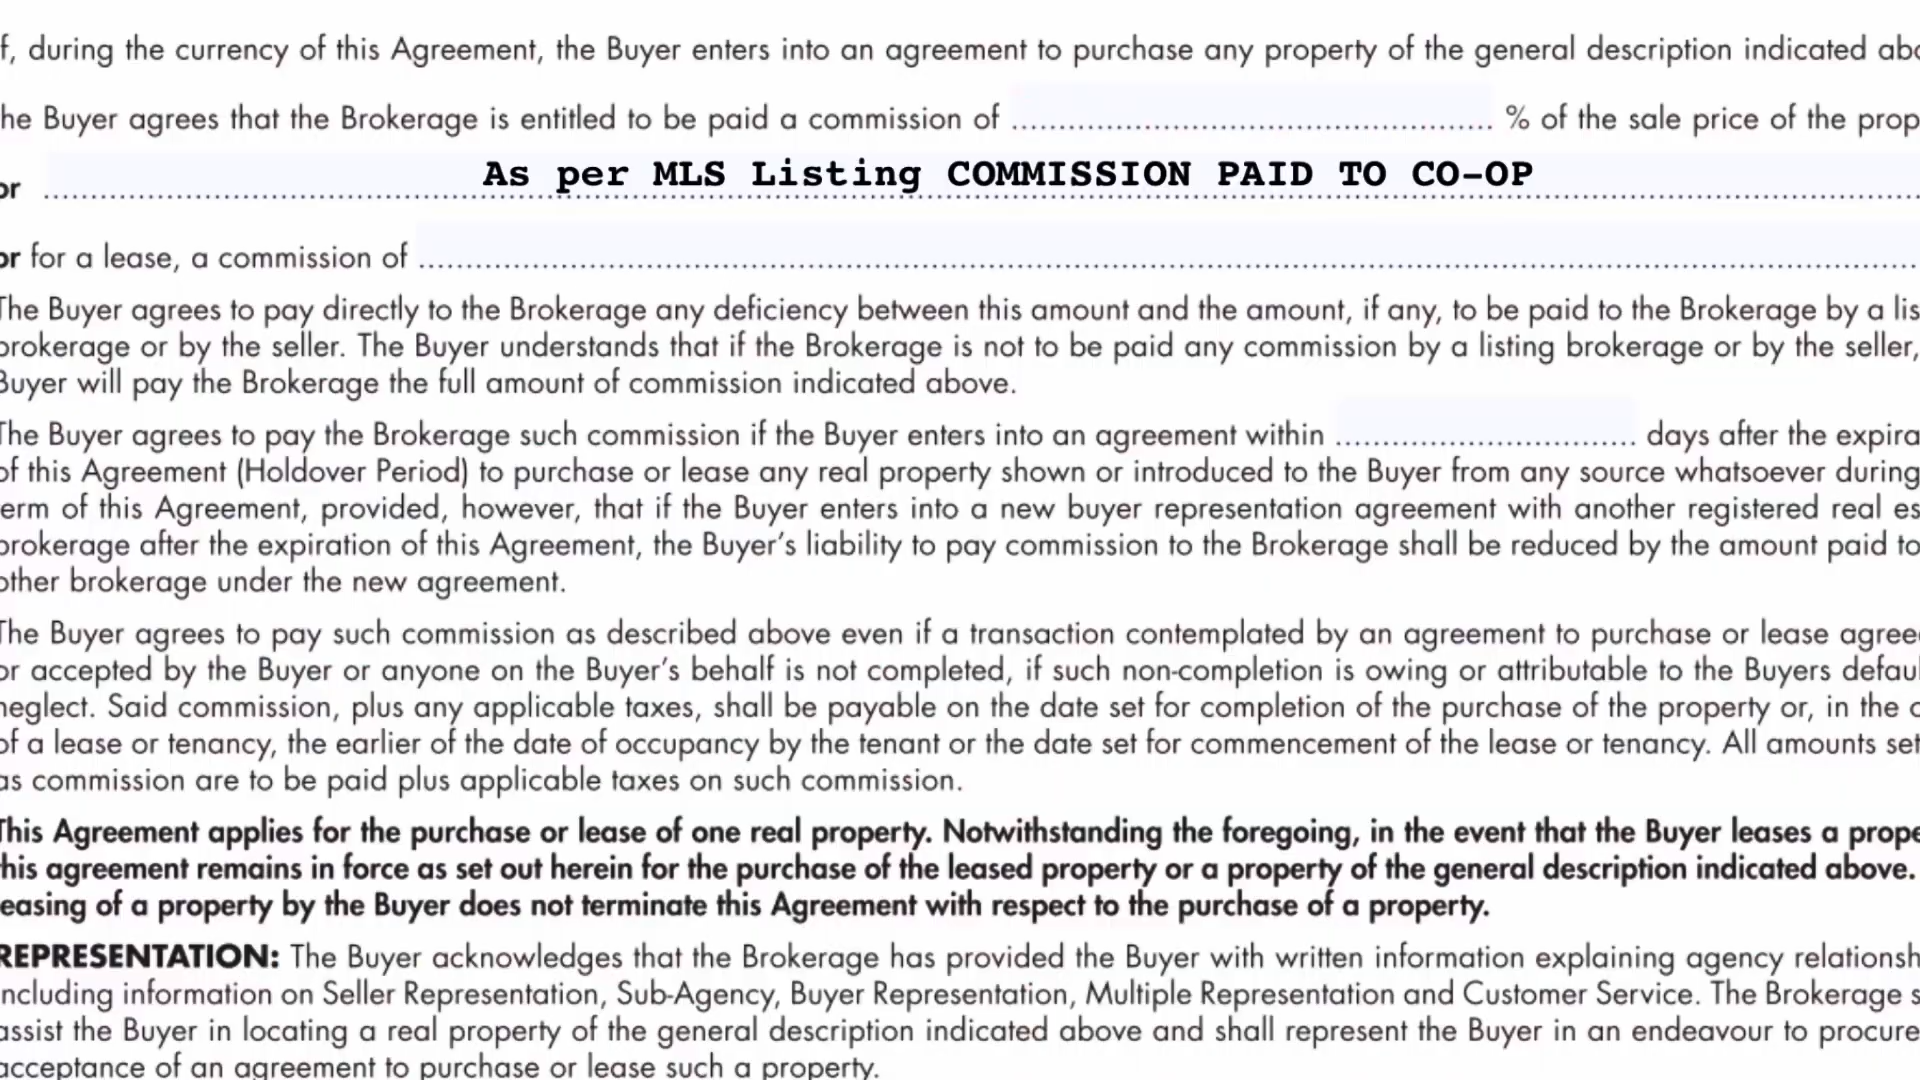 f, during the currency of this Agreement, the Buyer enters into an agreement to purchase any property of the general description indicated abo
he Buyer agrees that the Brokerage is entitled to be paid a commission of ........................................ % of the sale price of the prop
or As per MLS Listing COMMISSION PAID TO CO-OP
or for a lease, a commission of ........................................
The Buyer agrees to pay directly to the Brokerage any deficiency between this amount and the amount, if any, to be paid to the Brokerage by a lis
brokerage or by the seller. The Buyer understands that if the Brokerage is not to be paid any commission by a listing brokerage or by the seller,
Buyer will pay the Brokerage the full amount of commission indicated above.
The Buyer agrees to pay the Brokerage such commission if the Buyer enters into an agreement within .............................. days after the expira
of this Agreement (Holdover Period) to purchase or lease any real property shown or introduced to the Buyer from any source whatsoever during
erm of this Agreement, provided, however, that if the Buyer enters into a new buyer representation agreement with another registered real es
brokerage after the expiration of this Agreement, the Buyer's liability to pay commission to the Brokerage shall be reduced by the amount paid to
other brokerage under the new agreement.
The Buyer agrees to pay such commission as described above even if a transaction contemplated by an agreement to purchase or lease agree
or accepted by the Buyer or anyone on the Buyer's behalf is not completed, if such non-completion is owing or attributable to the Buyers defaul
neglect. Said commission, plus any applicable taxes, shall be payable on the date set for completion of the purchase of the property or, in the c
of a lease or tenancy, the earlier of the date of occupancy by the tenant or the date set for commencement of the lease or tenancy. All amounts set
as commission are to be paid plus applicable taxes on such commission.
This Agreement applies for the purchase or lease of one real property. Notwithstanding the foregoing, in the event that the Buyer leases a prope
this agreement remains in force as set out herein for the purchase of the leased property or a property of the general description indicated above.
easing of a property by the Buyer does not terminate this Agreement with respect to the purchase of a property.
REPRESENTATION: The Buyer acknowledges that the Brokerage has provided the Buyer with written information explaining agency relationsh
including information on Seller Representation, Sub-Agency, Buyer Representation, Multiple Representation and Customer Service. The Brokerage s
assist the Buyer in locating a real property of the general description indicated above and shall represent the Buyer in an endeavour to procure
acceptance of an agreement to purchase or lease such a property.